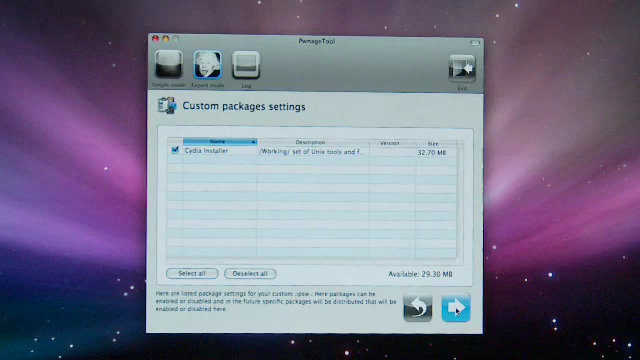 PwnageTool
Simple mode Expert mode Log Exit
Custom packages settings
Name Description Version Size
Cydia Installer /Working/ set of Unix tools and f... 32.70 MB
Select all Deselect all Available: 29.30 MB
Here are listed package settings for your custom .ipsw . Here packages can be
enabled or disabled and in the future specific packages will be distributed that will be
enabled or disabled here.